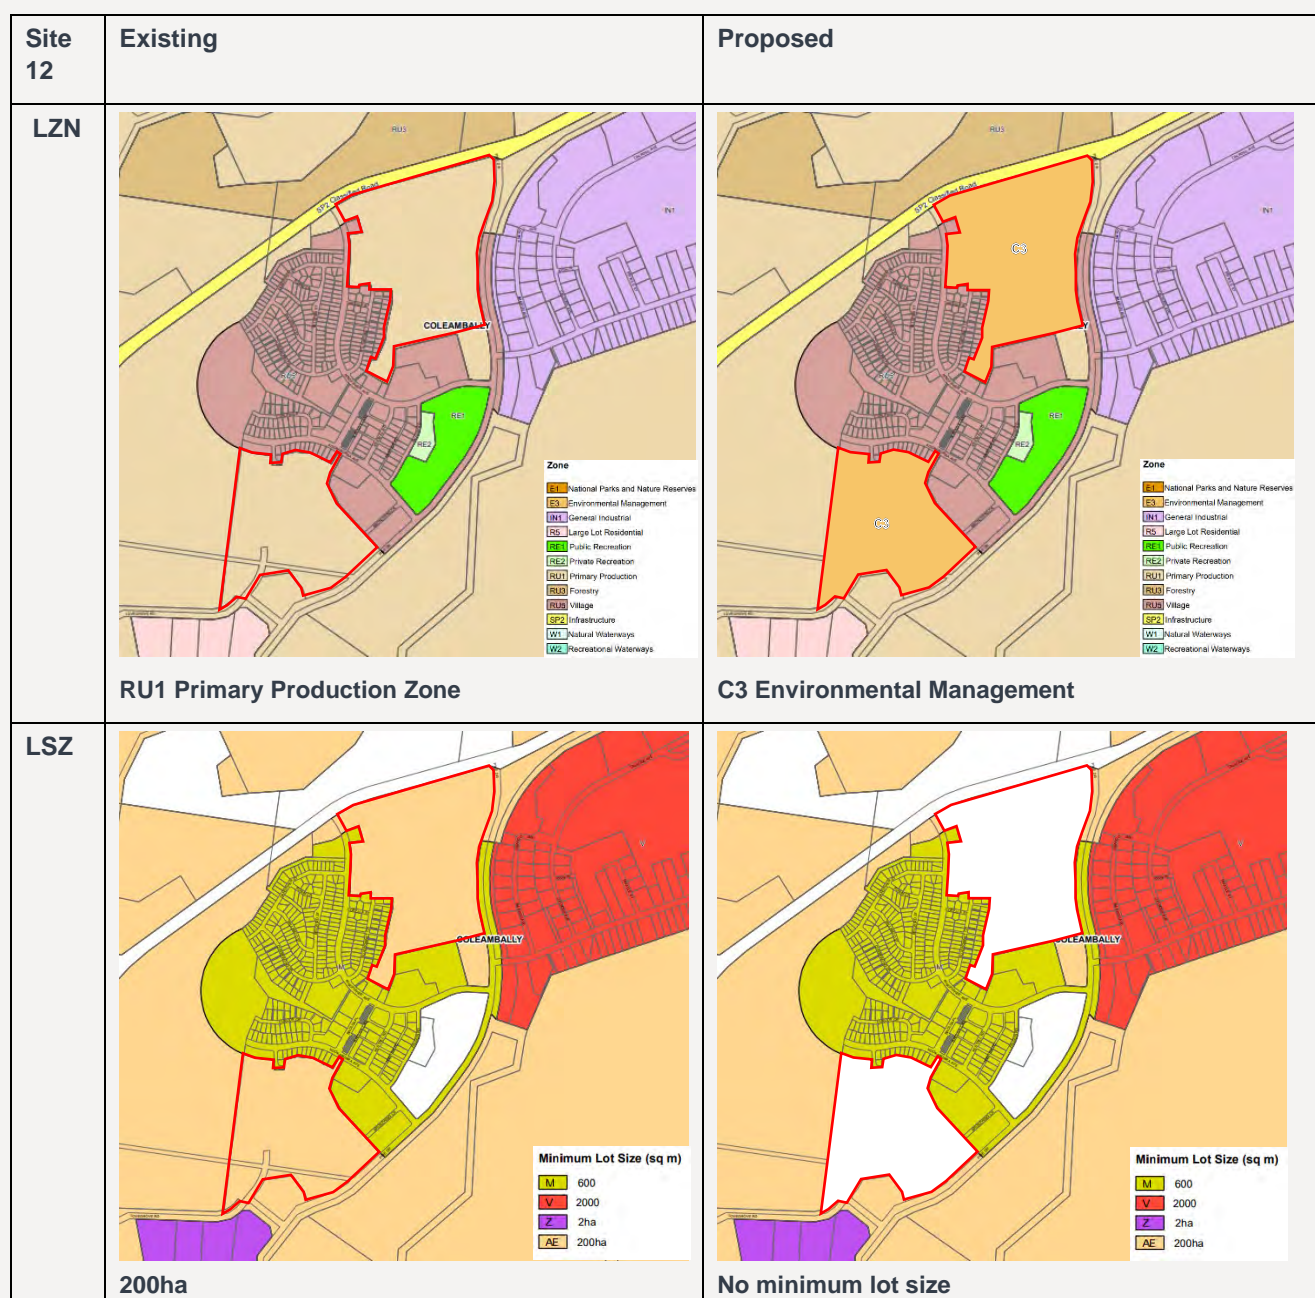 Site 12
Existing
Proposed
LZN
RU3
SP2 Classified Road
IN1
COLEAMBALLY
RE1
RE2
Zone
E1 National Parks and Nature Reserves
E3 Environmental Management
IN1 General Industrial
R5 Large Lot Residential
RE1 Public Recreation
RE2 Private Recreation
RU1 Primary Production
RU3 Forestry
RU5 Village
SP2 Infrastructure
W1 Natural Waterways
W2 Recreational Waterways
RU3
SP2 Classified Road
C3
IN1
RE1
RE2
C3
Zone
E1 National Parks and Nature Reserves
E3 Environmental Management
IN1 General Industrial
R5 Large Lot Residential
RE1 Public Recreation
RE2 Private Recreation
RU1 Primary Production
RU3 Forestry
RU5 Village
SP2 Infrastructure
W1 Natural Waterways
W2 Recreational Waterways
RU1 Primary Production Zone
C3 Environmental Management
LSZ
COLEAMBALLY
M
V
Minimum Lot Size (sq m)
M 600
V 2000
Z 2ha
AE 200ha
COLEAMBALLY
M
V
Minimum Lot Size (sq m)
M 600
V 2000
Z 2ha
AE 200ha
200ha
No minimum lot size